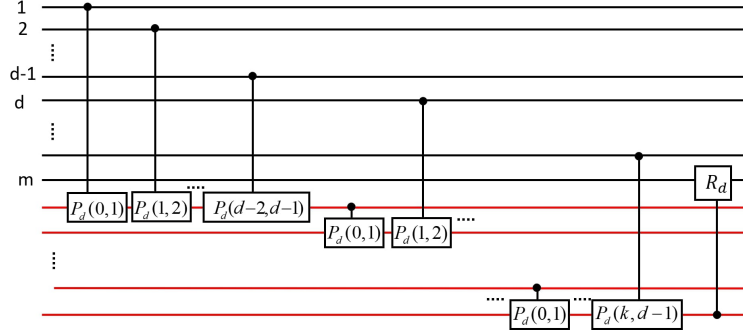 1
2
⋮
d-1
d
⋮
m
R_d
....
P_d(0,1) P_d(1,2) P_d(d−2,d−1)
P_d(0,1) P_d(1,2) ....
⋮
.... P_d(0,1) .... P_d(k,d−1)